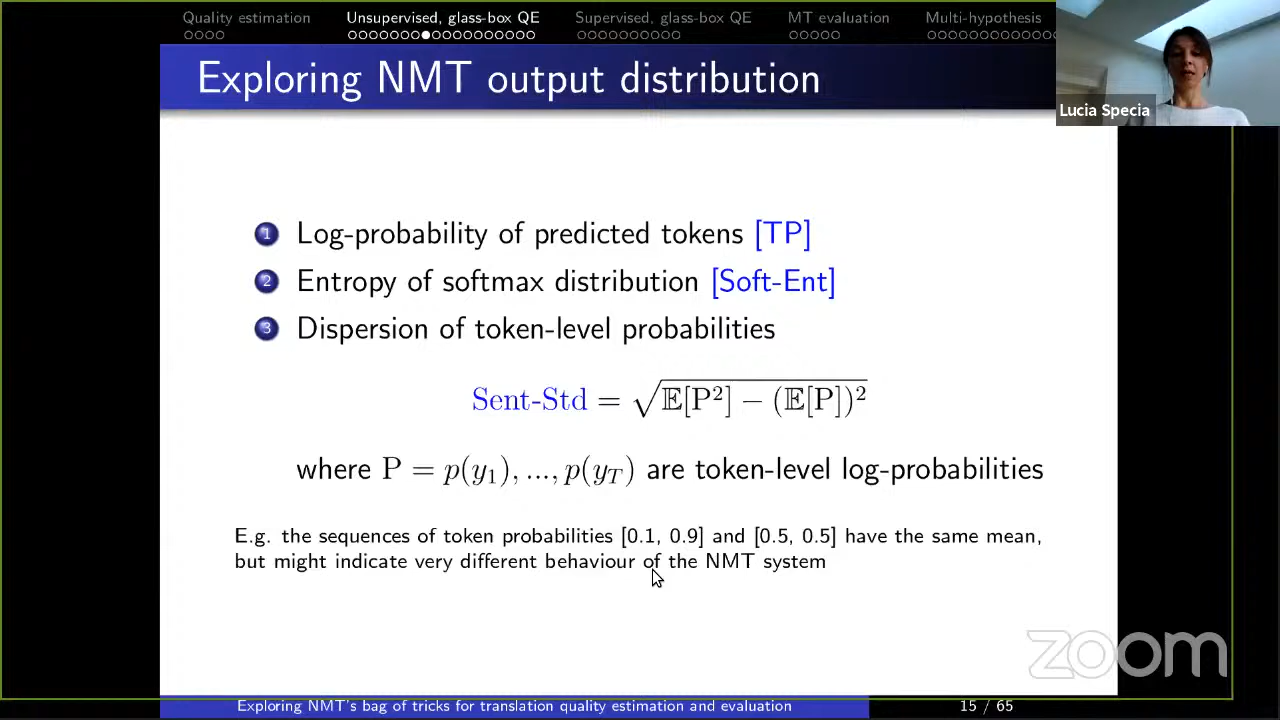 Quality estimation Unsupervised, glass-box QE Supervised, glass-box QE MT evaluation Multi-hypothesis
Exploring NMT output distribution
Lucia Specia
1 Log-probability of predicted tokens [TP]
2 Entropy of softmax distribution [Soft-Ent]
3 Dispersion of token-level probabilities
Sent-Std = √𝔼[P²] − (𝔼[P])²
where P = p(y₁), ..., p(y_T) are token-level log-probabilities
E.g. the sequences of token probabilities [0.1, 0.9] and [0.5, 0.5] have the same mean,
but might indicate very different behaviour of the NMT system
zoom
Exploring NMT's bag of tricks for translation quality estimation and evaluation 15 / 65